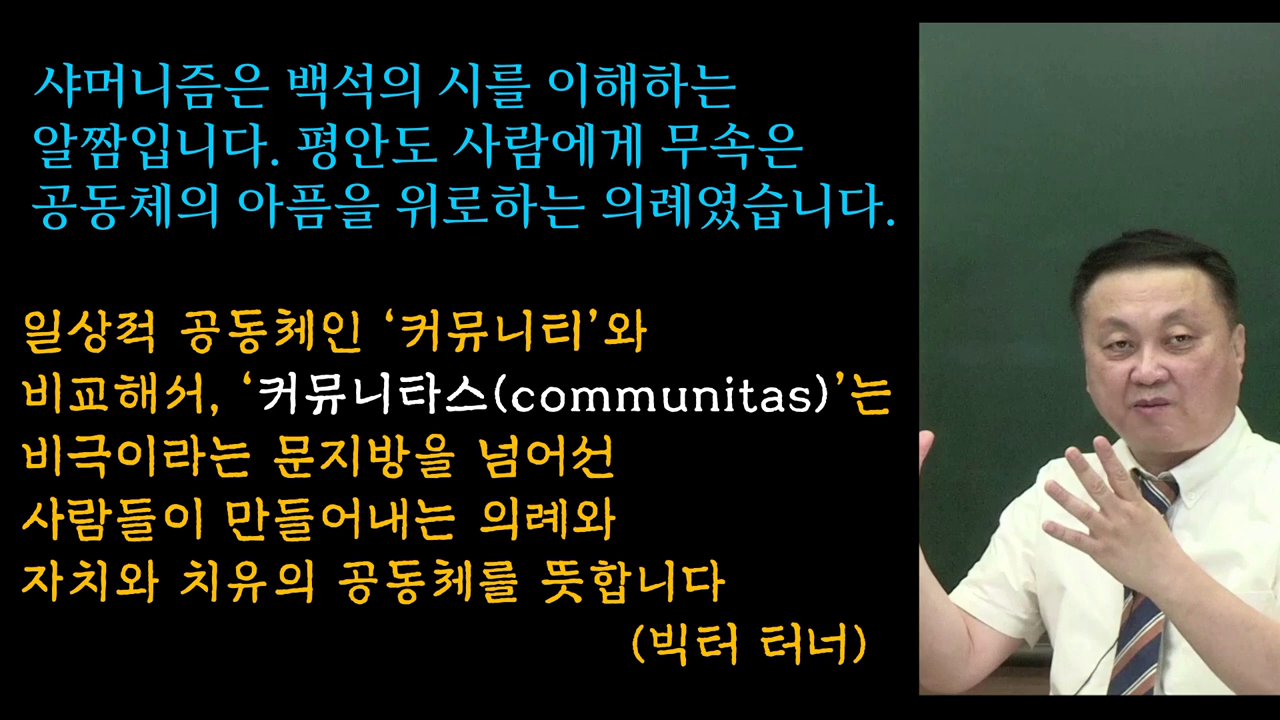 샤머니즘은 백석의 시를 이해하는
알짬입니다. 평안도 사람에게 무속은
공동체의 아픔을 위로하는 의례였습니다.
일상적 공동체인 ‘커뮤니티’와
비교해서, ‘커뮤니타스(communitas)’는
비극이라는 문지방을 넘어선
사람들이 만들어내는 의례와
자치와 치유의 공동체를 뜻합니다
(빅터 터너)